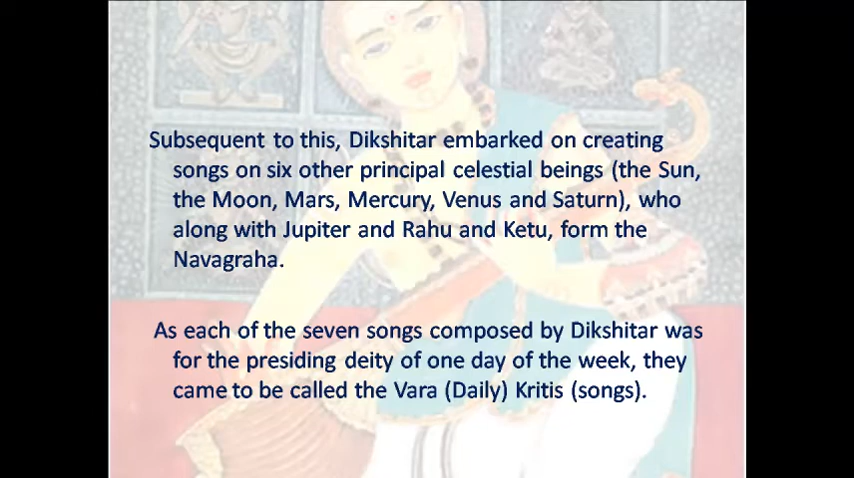 Subsequent to this, Dikshitar embarked on creating
songs on six other principal celestial beings (the Sun,
the Moon, Mars, Mercury, Venus and Saturn), who
along with Jupiter and Rahu and Ketu, form the
Navagraha.
As each of the seven songs composed by Dikshitar was
for the presiding deity of one day of the week, they
came to be called the Vara (Daily) Kritis (songs).